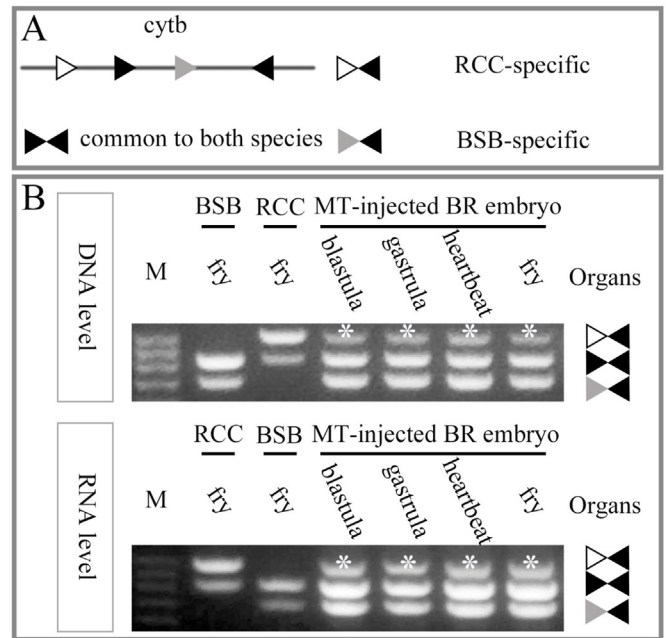 A
cytb
RCC-specific
common to both species
BSB-specific
B
DNA level
BSB RCC MT-injected BR embryo
M fry fry blastula gastrula heartbeat fry Organs
* * * *
RNA level
RCC BSB MT-injected BR embryo
M fry fry blastula gastrula heartbeat fry Organs
* * * *